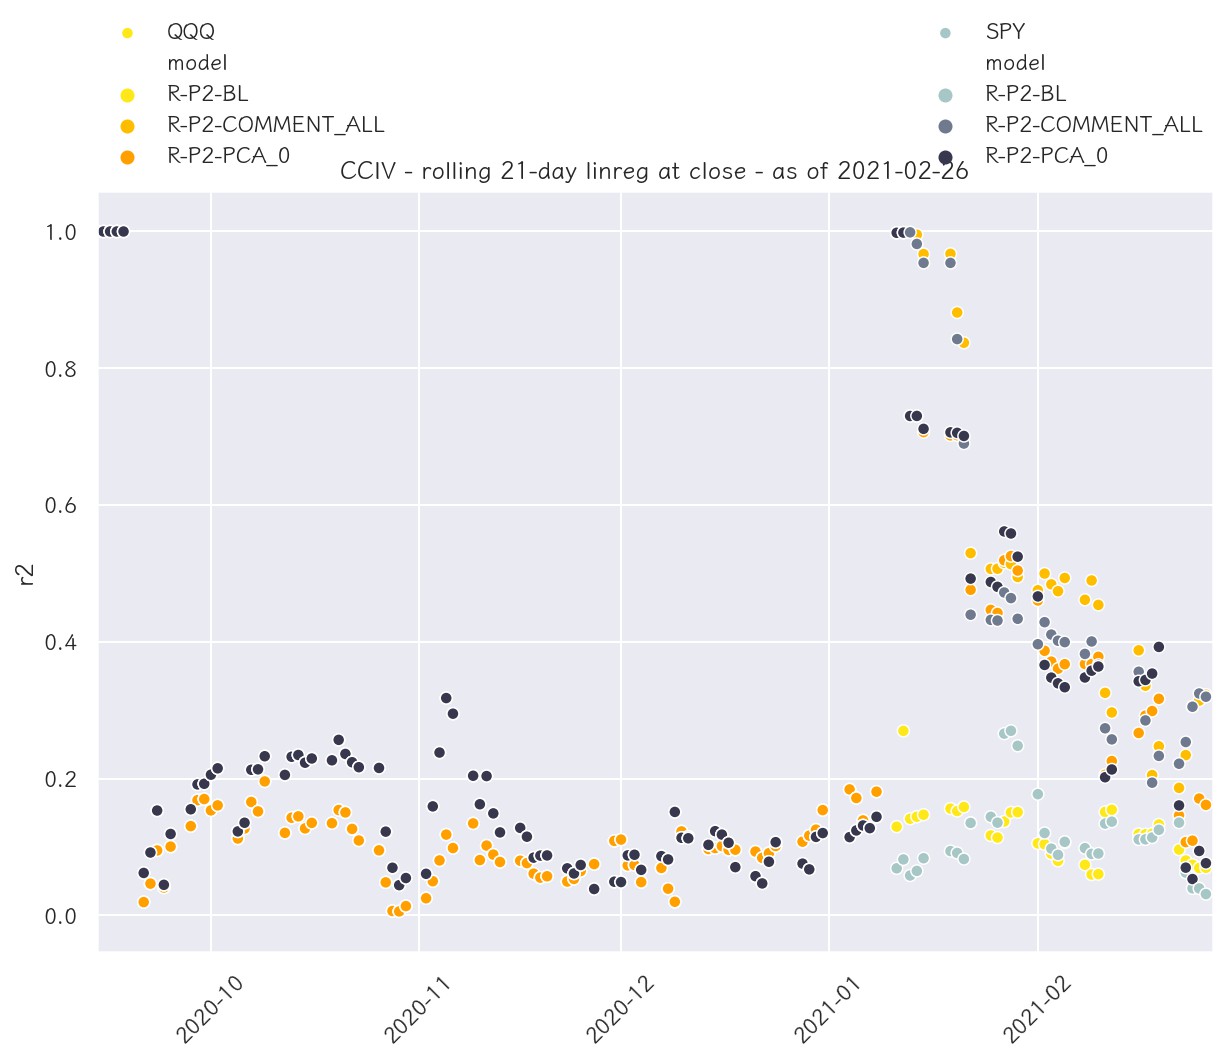 QQQ
model
R-P2-BL
R-P2-COMMENT_ALL
R-P2-PCA_0
SPY
model
R-P2-BL
R-P2-COMMENT_ALL
R-P2-PCA_0
CCIV - rolling 21-day linreg at close - as of 2021-02-26
1.0
0.8
0.6
0.4
0.2
0.0
r2
2020-10
2020-11
2020-12
2021-01
2021-02